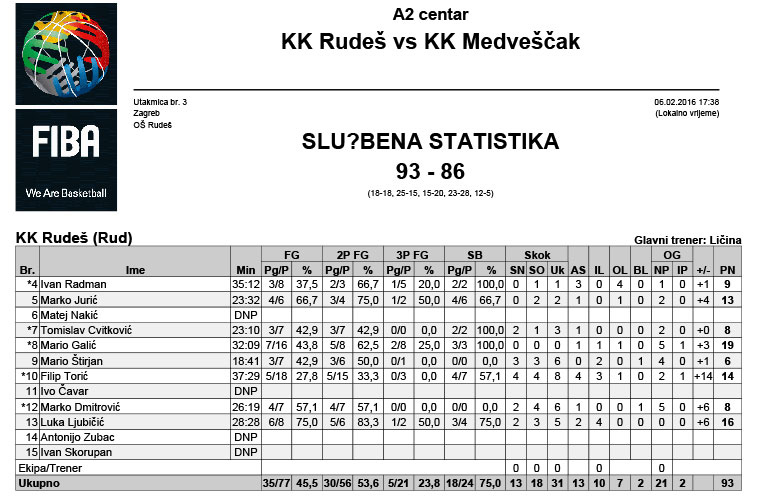 A2 centar
KK Rudeš vs KK Medveščak
Utakmica br. 3 06.02.2016 17:38
Zagreb (Lokalno vrijeme)
OŠ Rudeš
FIBA
We Are Basketball
SLU?BENA STATISTIKA
93 - 86
(18-18, 25-15, 15-20, 23-28, 12-5)
KK Rudeš (Rud) Glavni trener: Ličina
FG 2P FG 3P FG SB Skok OG
Br. Ime Min Pg/P % Pg/P % Pg/P % Pg/P % SN SO Uk AS IL OL BL NP IP +/- PN
*4 Ivan Radman 35:12 3/8 37,5 2/3 66,7 1/5 20,0 2/2 100,0 0 1 1 3 0 4 0 1 0 +1 9
5 Marko Jurić 23:32 4/6 66,7 3/4 75,0 1/2 50,0 4/6 66,7 0 2 2 1 0 1 0 2 0 +4 13
6 Matej Nakić DNP
*7 Tomislav Cvitković 23:10 3/7 42,9 3/7 42,9 0/0 0,0 2/2 100,0 2 1 3 1 0 0 0 2 0 +0 8
*8 Mario Galić 32:09 7/16 43,8 5/8 62,5 2/8 25,0 3/3 100,0 0 0 0 1 1 1 0 5 1 +3 19
9 Mario Štirjan 18:41 3/7 42,9 3/6 50,0 0/1 0,0 0/0 0,0 3 3 6 0 2 0 1 4 0 +1 6
*10 Filip Torić 37:29 5/18 27,8 5/15 33,3 0/3 0,0 4/7 57,1 4 4 8 4 3 1 0 2 1 +14 14
11 Ivo Čavar DNP
*12 Marko Dmitrović 26:19 4/7 57,1 4/7 57,1 0/0 0,0 0/0 0,0 2 4 6 1 0 0 1 5 0 +6 8
13 Luka Ljubičić 28:28 6/8 75,0 5/6 83,3 1/2 50,0 3/4 75,0 2 3 5 2 4 0 0 0 0 +6 16
14 Antonijo Zubac DNP
15 Ivan Skorupan DNP
Ekipa/Trener 0 0 0 0 0
Ukupno 35/77 45,5 30/56 53,6 5/21 23,8 18/24 75,0 13 18 31 13 10 7 2 21 2 93